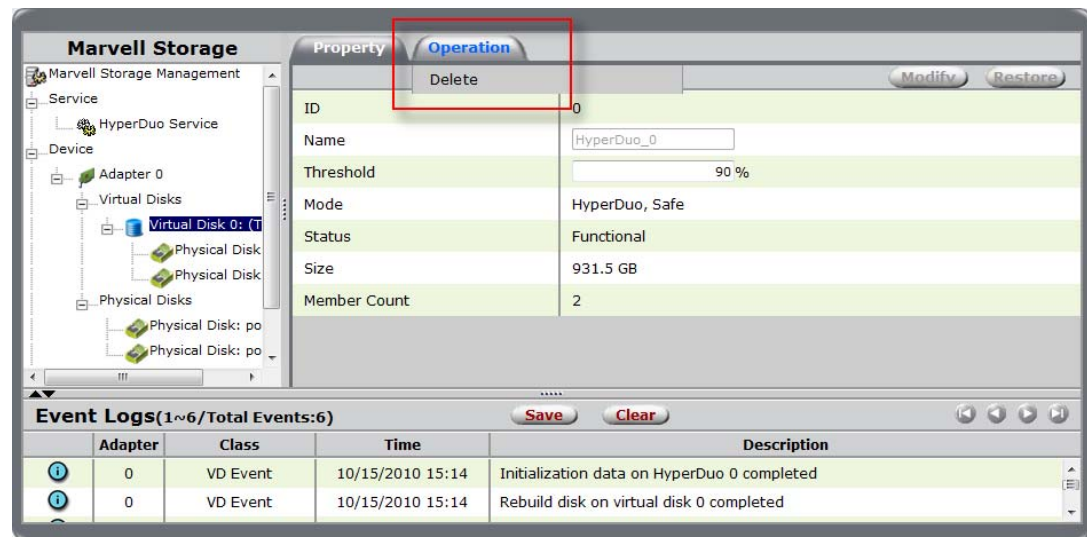 Marvell Storage
Marvell Storage Management
Service
HyperDuo Service
Device
Adapter 0
Virtual Disks
Virtual Disk 0: (T
Physical Disk
Physical Disk
Physical Disks
Physical Disk: po
Physical Disk: po
Property Operation
Delete
Modify Restore
ID 0
Name HyperDuo_0
Threshold 90 %
Mode HyperDuo, Safe
Status Functional
Size 931.5 GB
Member Count 2
Event Logs(1~6/Total Events:6) Save Clear
Adapter Class Time Description
0 VD Event 10/15/2010 15:14 Initialization data on HyperDuo 0 completed
0 VD Event 10/15/2010 15:14 Rebuild disk on virtual disk 0 completed